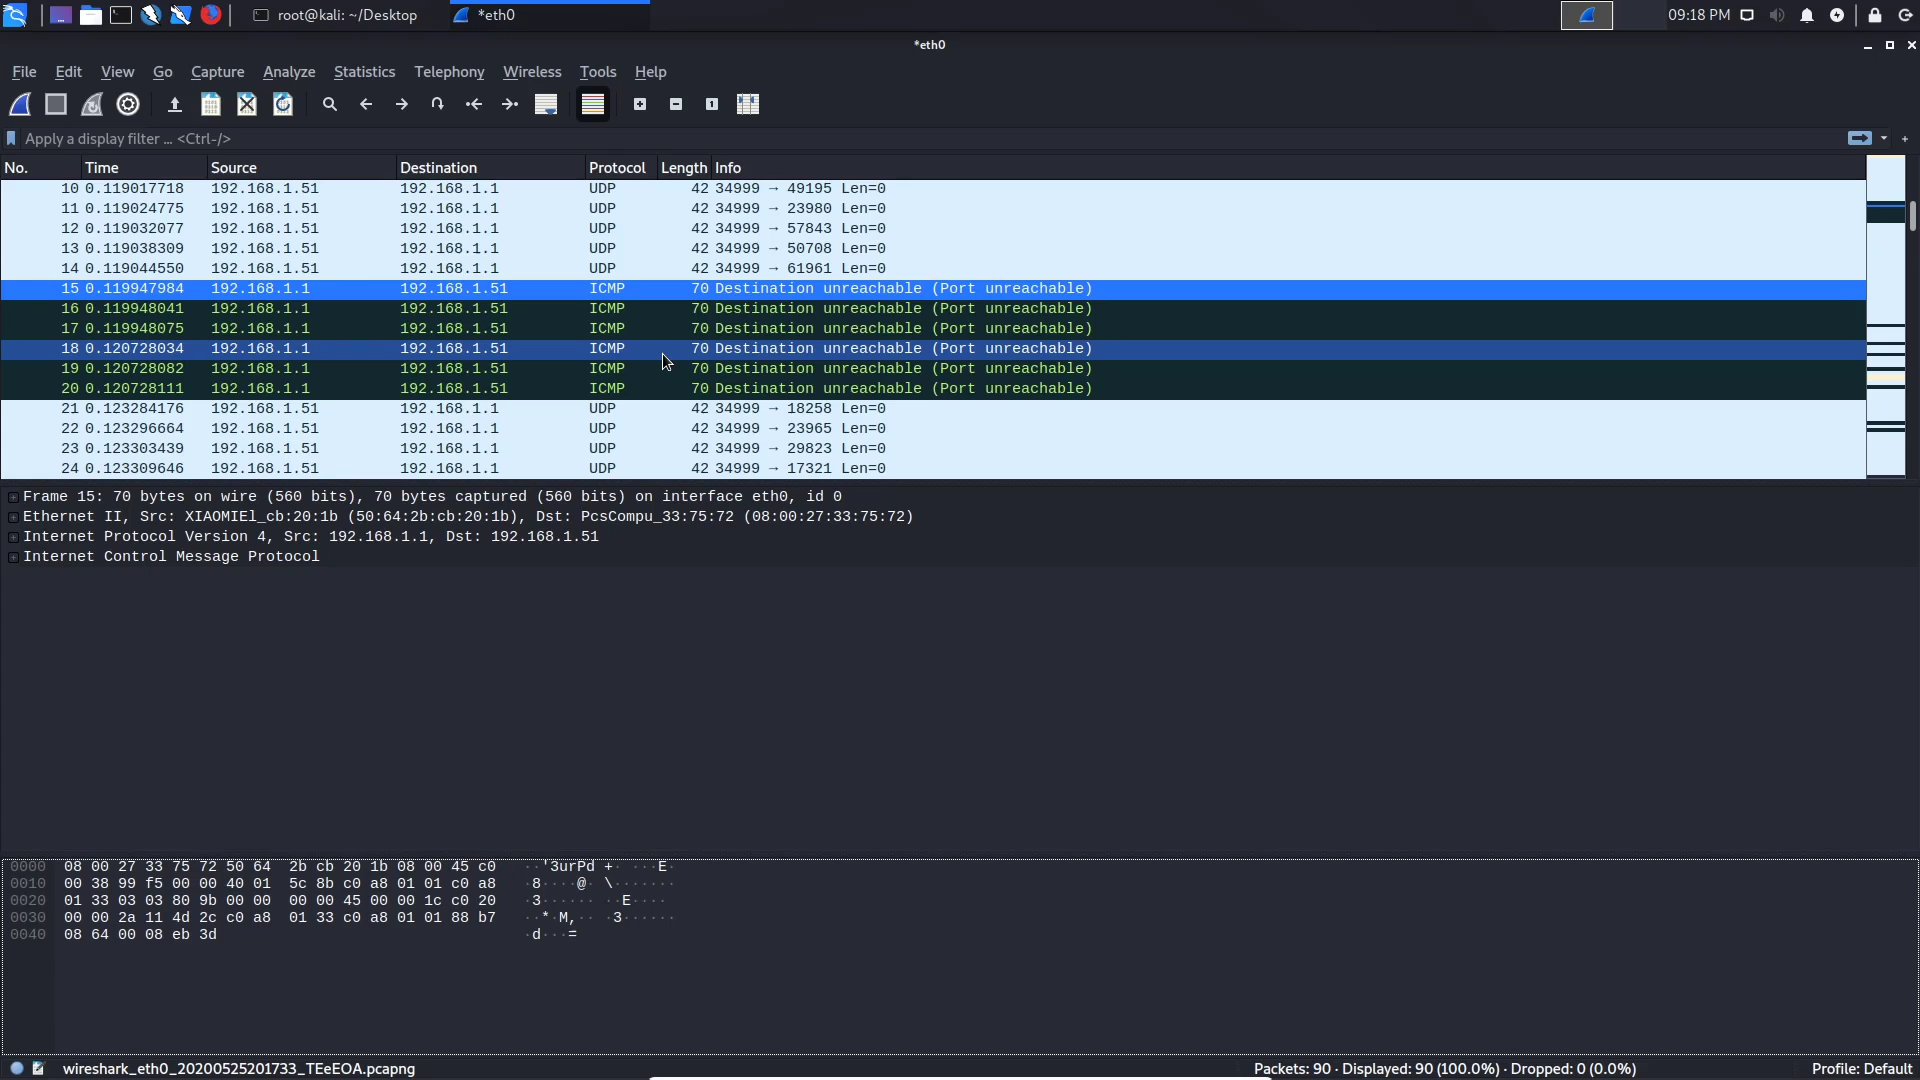 root@kali: ~/Desktop
*eth0
09:18 PM
*eth0
File Edit View Go Capture Analyze Statistics Telephony Wireless Tools Help
Apply a display filter … <Ctrl-/>
No. Time Source Destination Protocol Length Info
10 0.119017718 192.168.1.51 192.168.1.1 UDP 42 34999 → 49195 Len=0
11 0.119024775 192.168.1.51 192.168.1.1 UDP 42 34999 → 23980 Len=0
12 0.119032077 192.168.1.51 192.168.1.1 UDP 42 34999 → 57843 Len=0
13 0.119038309 192.168.1.51 192.168.1.1 UDP 42 34999 → 50708 Len=0
14 0.119044550 192.168.1.51 192.168.1.1 UDP 42 34999 → 61961 Len=0
15 0.119947984 192.168.1.1 192.168.1.51 ICMP 70 Destination unreachable (Port unreachable)
16 0.119948041 192.168.1.1 192.168.1.51 ICMP 70 Destination unreachable (Port unreachable)
17 0.119948075 192.168.1.1 192.168.1.51 ICMP 70 Destination unreachable (Port unreachable)
18 0.120728034 192.168.1.1 192.168.1.51 ICMP 70 Destination unreachable (Port unreachable)
19 0.120728082 192.168.1.1 192.168.1.51 ICMP 70 Destination unreachable (Port unreachable)
20 0.120728111 192.168.1.1 192.168.1.51 ICMP 70 Destination unreachable (Port unreachable)
21 0.123284176 192.168.1.51 192.168.1.1 UDP 42 34999 → 18258 Len=0
22 0.123296664 192.168.1.51 192.168.1.1 UDP 42 34999 → 23965 Len=0
23 0.123303439 192.168.1.51 192.168.1.1 UDP 42 34999 → 29823 Len=0
24 0.123309646 192.168.1.51 192.168.1.1 UDP 42 34999 → 17321 Len=0
Frame 15: 70 bytes on wire (560 bits), 70 bytes captured (560 bits) on interface eth0, id 0
Ethernet II, Src: XIAOMIEl_cb:20:1b (50:64:2b:cb:20:1b), Dst: PcsCompu_33:75:72 (08:00:27:33:75:72)
Internet Protocol Version 4, Src: 192.168.1.1, Dst: 192.168.1.51
Internet Control Message Protocol
0000 08 00 27 33 75 72 50 64 2b cb 20 1b 08 00 45 c0 ··'3urPd +· ···E·
0010 00 38 99 f5 00 00 40 01 5c 8b c0 a8 01 01 c0 a8 ·8····@· \·······
0020 01 33 03 03 80 9b 00 00 00 00 45 00 00 1c c0 20 ·3······ ··E····
0030 00 00 2a 11 4d 2c c0 a8 01 33 c0 a8 01 01 88 b7 ··*·M,·· ·3······
0040 08 64 00 08 eb 3d ·d···=
wireshark_eth0_20200525201733_TEeEOA.pcapng
Packets: 90 · Displayed: 90 (100.0%) · Dropped: 0 (0.0%)
Profile: Default